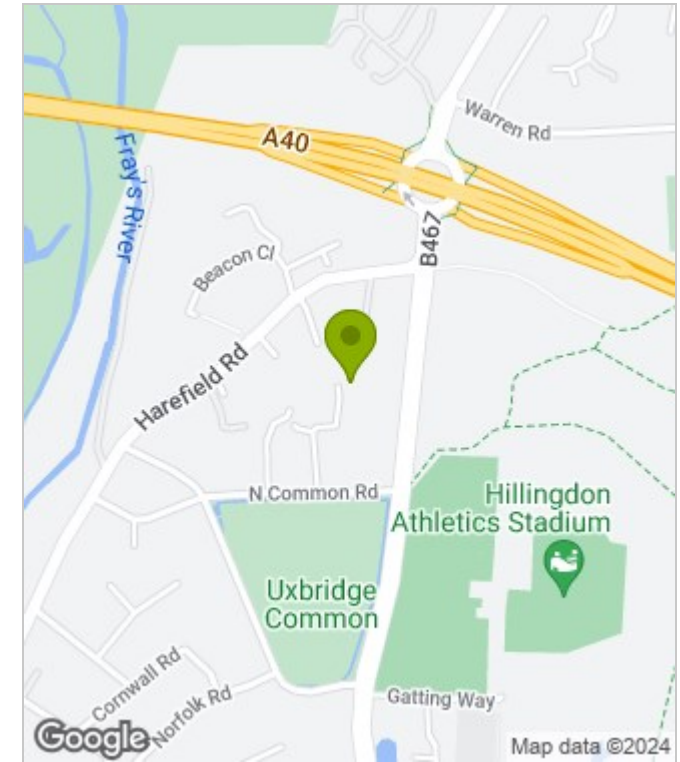 Warren Rd
A40
Fray's River
B467
Beacon Cl
Harefield Rd
N Common Rd
Hillingdon
Athletics Stadium
Uxbridge
Common
Cornwall Rd
Norfolk Rd
Gatting Way
Google
Map data ©2024